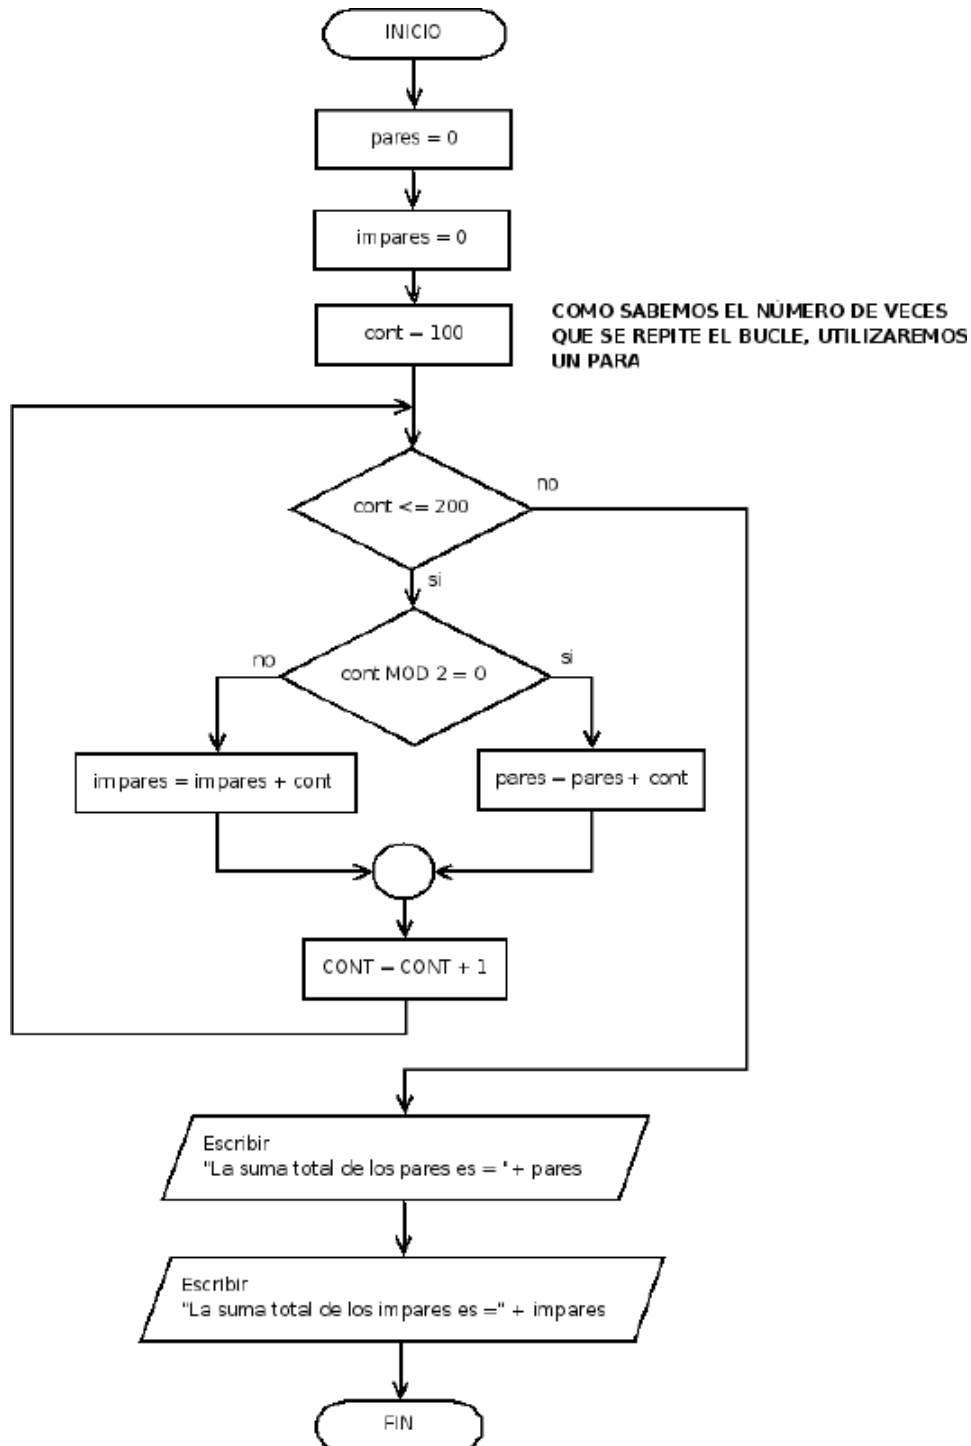 INICIO
pares = 0
impares = 0
cont = 100
COMO SABEMOS EL NÚMERO DE VECES
QUE SE REPITE EL BUCLE, UTILIZAREMOS
UN PARA
cont <= 200
no
si
cont MOD 2 = 0
no
si
impares = impares + cont
pares = pares + cont
CONT = CONT + 1
Escribir
"La suma total de los pares es = "+ pares
Escribir
"La suma total de los impares es =" + impares
FIN